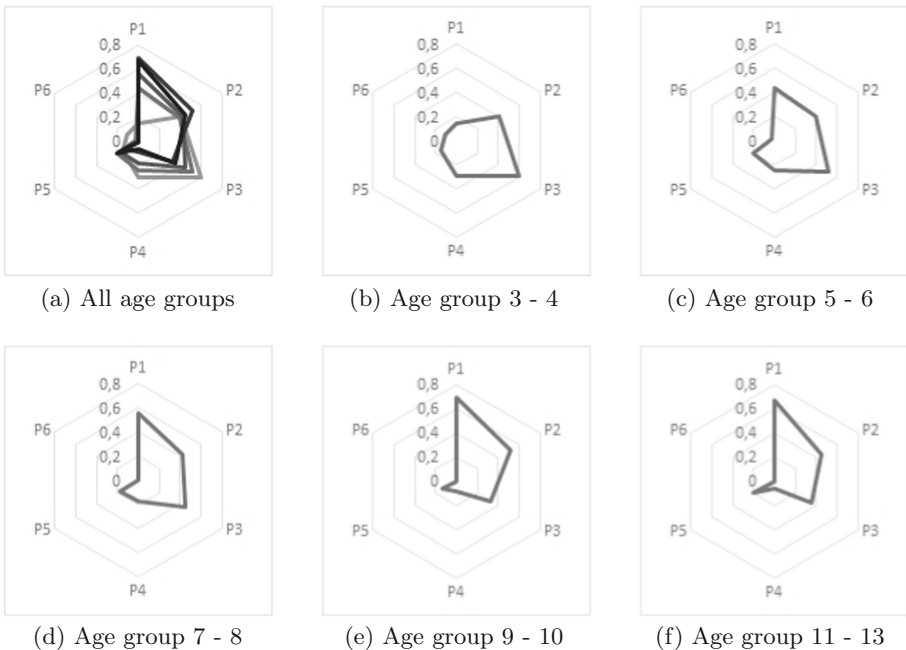 P1
0,8
0,6
P6 0,4 P2
0,2
0
P5 P3
P4
(a) All age groups
P1
0,8
0,6
P6 0,4 P2
0,2
0
P5 P3
P4
(b) Age group 3 - 4
P1
0,8
0,6
P6 0,4 P2
0,2
0
P5 P3
P4
(c) Age group 5 - 6
P1
0,8
0,6
P6 0,4 P2
0,2
0
P5 P3
P4
(d) Age group 7 - 8
P1
0,8
0,6
P6 0,4 P2
0,2
0
P5 P3
P4
(e) Age group 9 - 10
P1
0,8
0,6
P6 0,4 P2
0,2
0
P5 P3
P4
(f) Age group 11 - 13